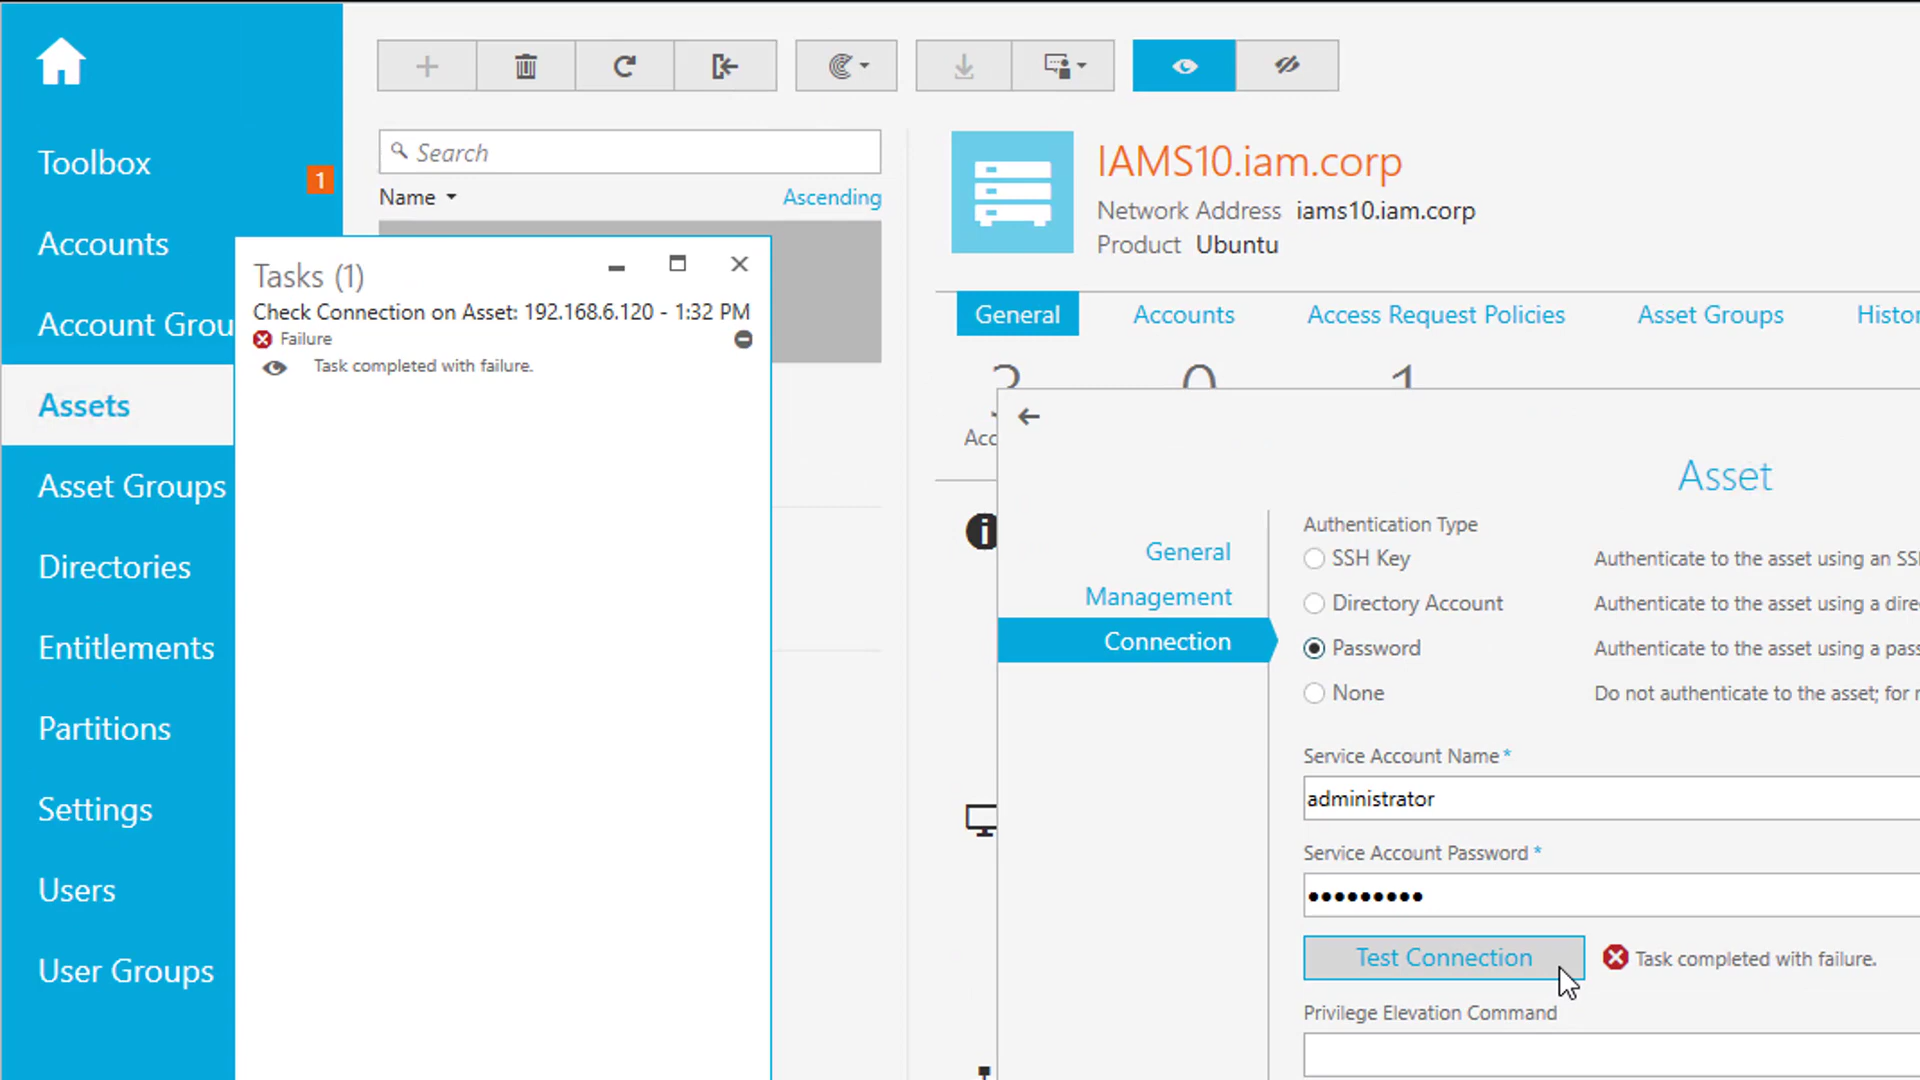 Toolbox
1
Accounts
Account Grou
Assets
Asset Groups
Directories
Entitlements
Partitions
Settings
Users
User Groups
Search
Name
Ascending
Tasks (1)
Check Connection on Asset: 192.168.6.120 - 1:32 PM
Failure
Task completed with failure.
IAMS10.iam.corp
Network Address iams10.iam.corp
Product Ubuntu
General
Accounts
Access Request Policies
Asset Groups
Histor
0
1
Acc
Asset
General
Management
Connection
Authentication Type
SSH Key
Authenticate to the asset using an SS
Directory Account
Authenticate to the asset using a dire
Password
Authenticate to the asset using a pass
None
Do not authenticate to the asset; for
Service Account Name *
administrator
Service Account Password *
•••••••••
Test Connection
Task completed with failure.
Privilege Elevation Command